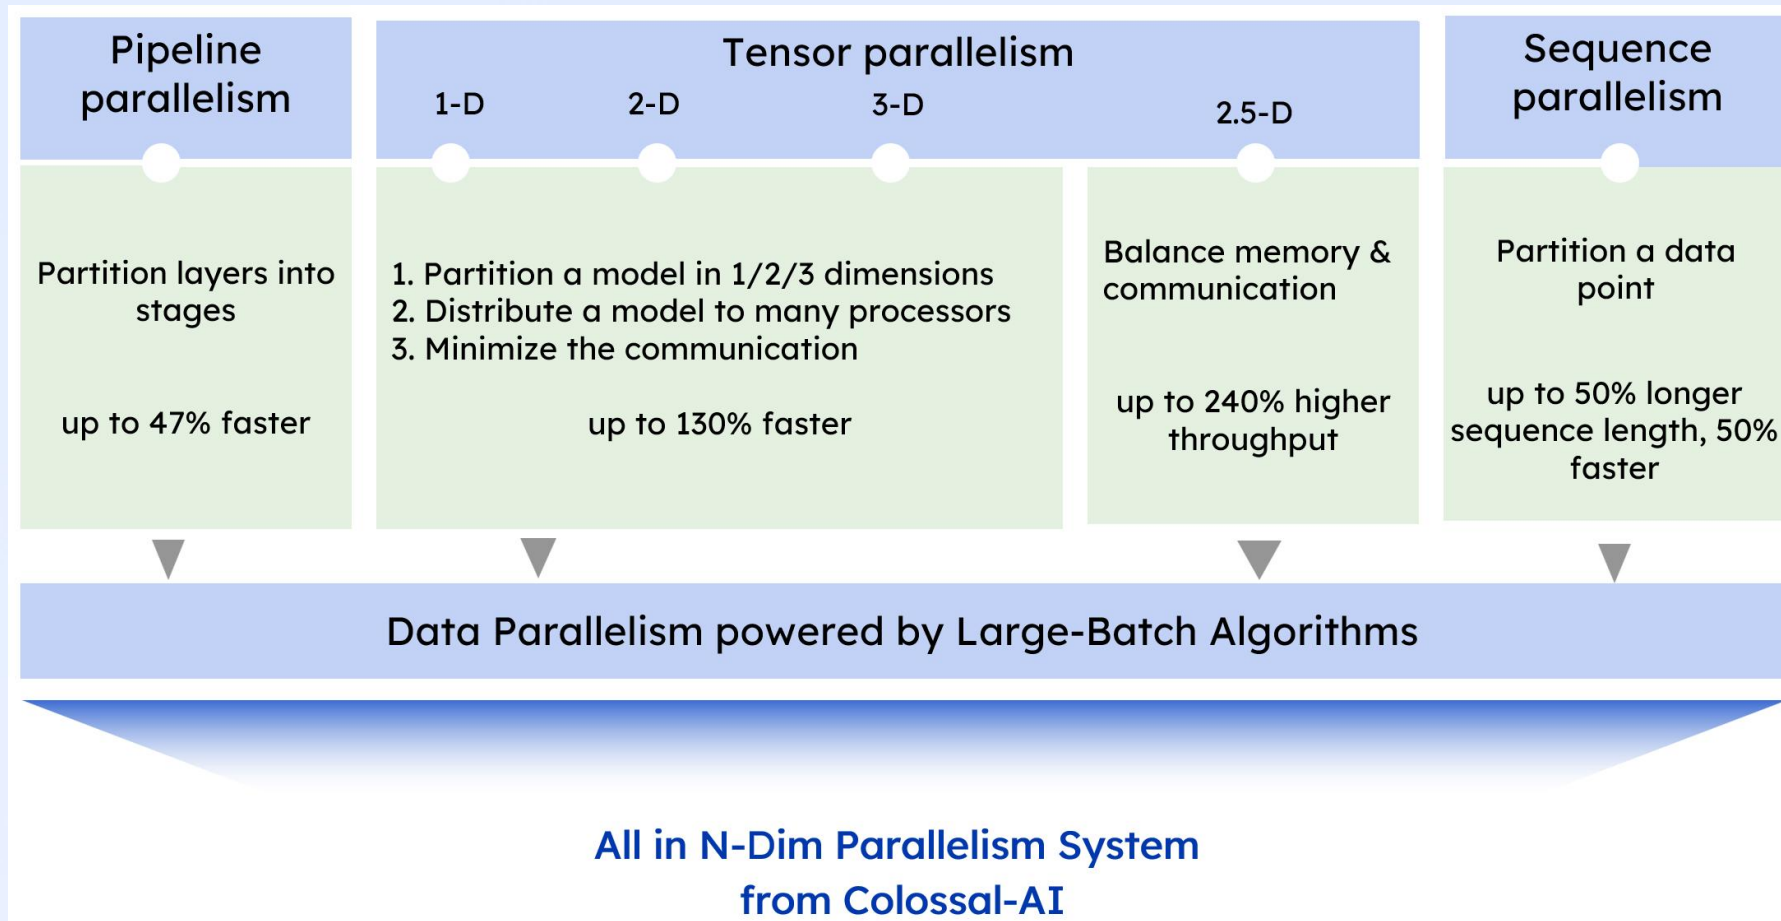 Pipeline
parallelism
Tensor parallelism
1-D
2-D
3-D
2.5-D
Sequence
parallelism
Partition layers into
stages
up to 47% faster
1. Partition a model in 1/2/3 dimensions
2. Distribute a model to many processors
3. Minimize the communication
up to 130% faster
Balance memory &
communication
up to 240% higher
throughput
Partition a data
point
up to 50% longer
sequence length, 50%
faster
Data Parallelism powered by Large-Batch Algorithms
All in N-Dim Parallelism System
from Colossal-AI